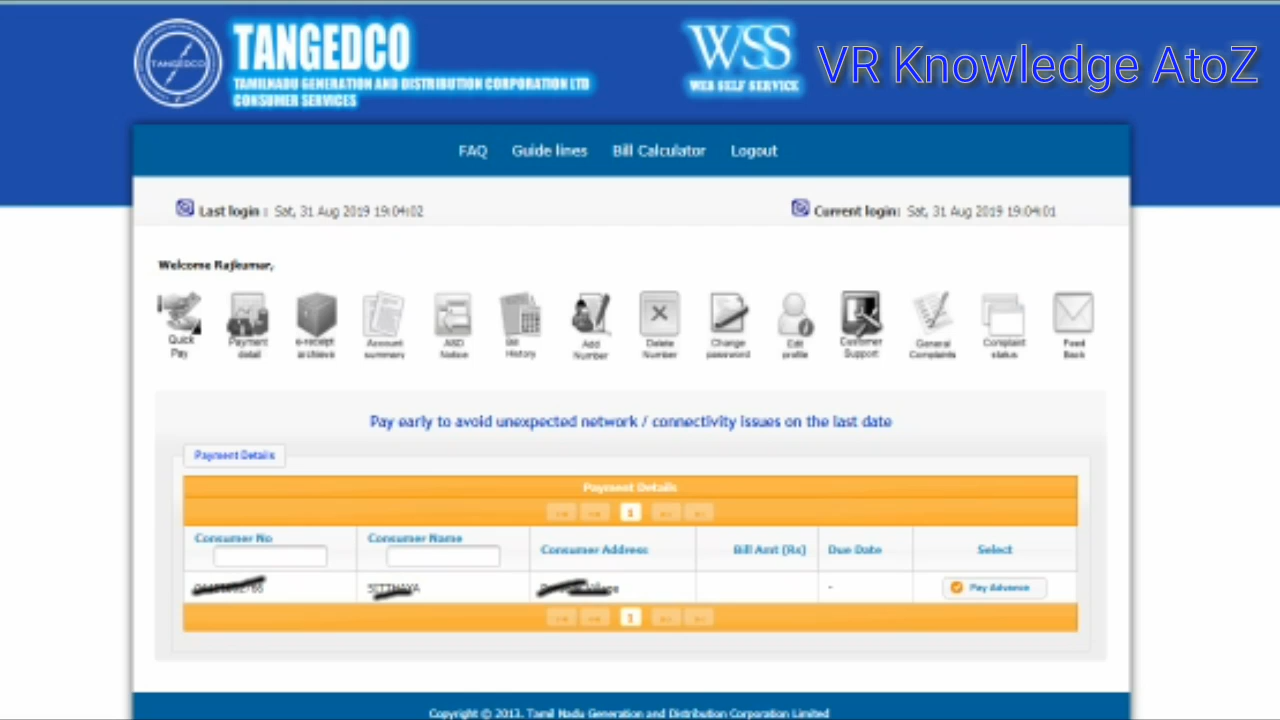 TANGEDCO
TANGEDCO
TAMILNADU GENERATION AND DISTRIBUTION CORPORATION LTD
CONSUMER SERVICES
WSS
WEB SELF SERVICE
VR Knowledge AtoZ
FAQ Guide lines Bill Calculator Logout
Last login : Sat, 31 Aug 2019 19:04:02
Current login: Sat, 31 Aug 2019 19:04:01
Welcome Rajkumar,
Quick Pay
Payment detail
e-receipt archieve
Account summary
ASD Notice
Bill History
Add Number
Delete Number
Change password
Edit profile
Customer Support
General Complaints
Complaint status
Feed Back
Pay early to avoid unexpected network / connectivity issues on the last date
Payment Details
Payment Details
1
Consumer No Consumer Name Consumer Address Bill Amt (Rs) Due Date Select
- Pay Advance
1
Copyright © 2013. Tamil Nadu Generation and Distribution Corporation Limited